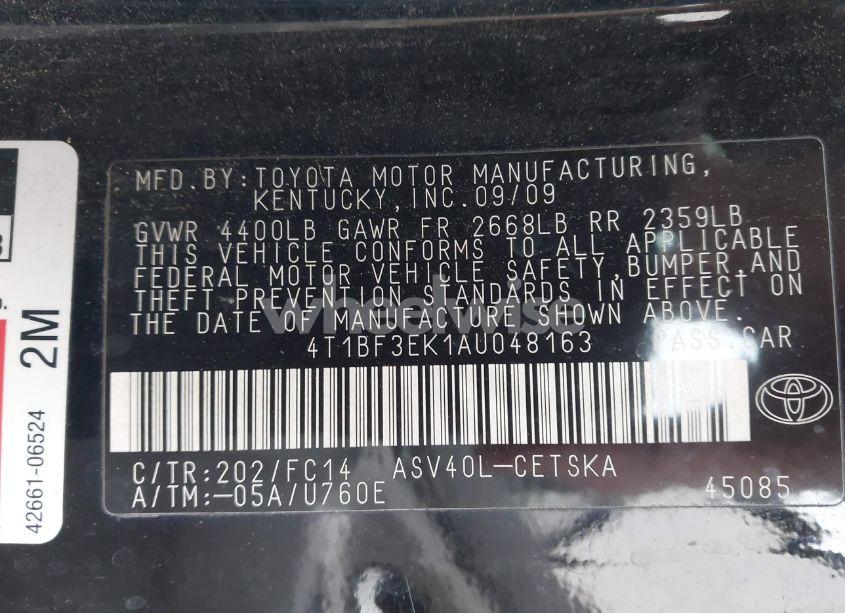 MFD.BY:TOYOTA MOTOR MANUFACTURING,
KENTUCKY,INC.09/09
GVWR 4400LB GAWR FR 2668LB RR 2359LB
THIS VEHICLE CONFORMS TO ALL APPLICABLE
FEDERAL MOTOR VEHICLE SAFETY,BUMPER,AND
THEFT PREVENTION STANDARDS IN EFFECT ON
THE DATE OF MANUFACTURE SHOWN ABOVE.
4T1BF3EK1AU048163 PASS.CAR
C/TR:202/FC14 ASV40L-CETSKA
A/TM:-05A/U760E 45085
2M
42661-06524
wheelwise